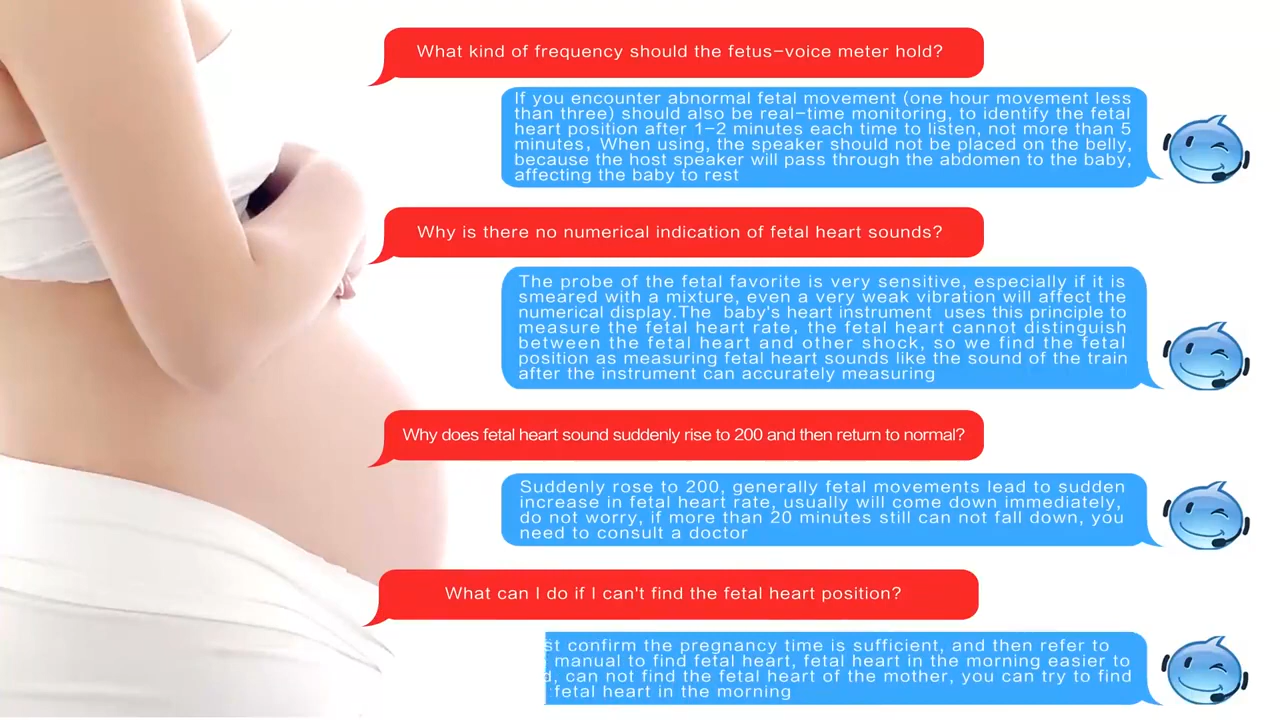 What kind of frequency should the fetus-voice meter hold?
If you encounter abnormal fetal movement (one hour movement less
than three) should also be real-time monitoring, to identify the fetal
heart position after 1-2 minutes each time to listen, not more than 5
minutes, When using, the speaker should not be placed on the belly,
because the host speaker will pass through the abdomen to the baby,
affecting the baby to rest
Why is there no numerical indication of fetal heart sounds?
The probe of the fetal favorite is very sensitive, especially if it is
smeared with a mixture, even a very weak vibration will affect the
numerical display.The baby's heart instrument uses this principle to
measure the fetal heart rate, the fetal heart cannot distinguish
between the fetal heart and other shock, so we find the fetal
position as measuring fetal heart sounds like the sound of the train
after the instrument can accurately measuring
Why does fetal heart sound suddenly rise to 200 and then return to normal?
Suddenly rose to 200, generally fetal movements lead to sudden
increase in fetal heart rate, usually will come down immediately,
do not worry, if more than 20 minutes still can not fall down, you
need to consult a doctor
What can I do if I can't find the fetal heart position?
confirm the pregnancy time is sufficient, and then refer to
manual to find fetal heart, fetal heart in the morning easier to
can not find the fetal heart of the mother, you can try to find
fetal heart in the morning